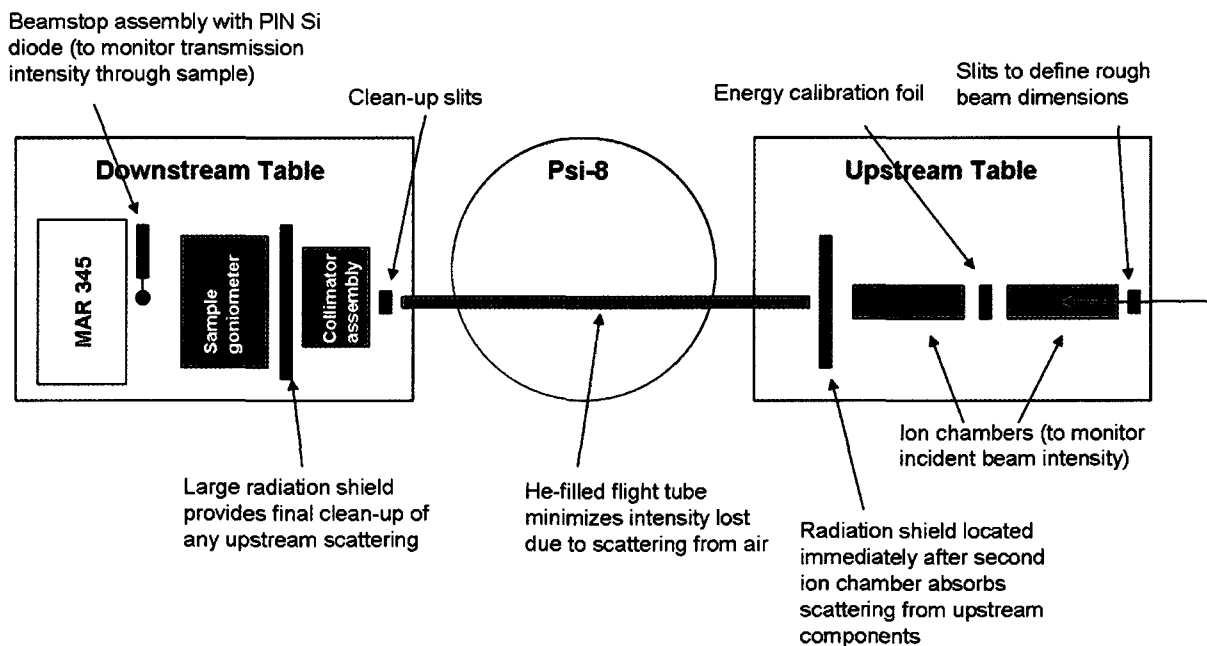 Beamstop assembly with PIN Si
diode (to monitor transmission
intensity through sample)
Clean-up slits
Energy calibration foil
Slits to define rough
beam dimensions
Downstream Table
Psi-8
Upstream Table
MAR 345
Sample
goniometer
Collimator
assembly
Large radiation shield
provides final clean-up of
any upstream scattering
He-filled flight tube
minimizes intensity lost
due to scattering from air
Ion chambers (to monitor
incident beam intensity)
Radiation shield located
immediately after second
ion chamber absorbs
scattering from upstream
components